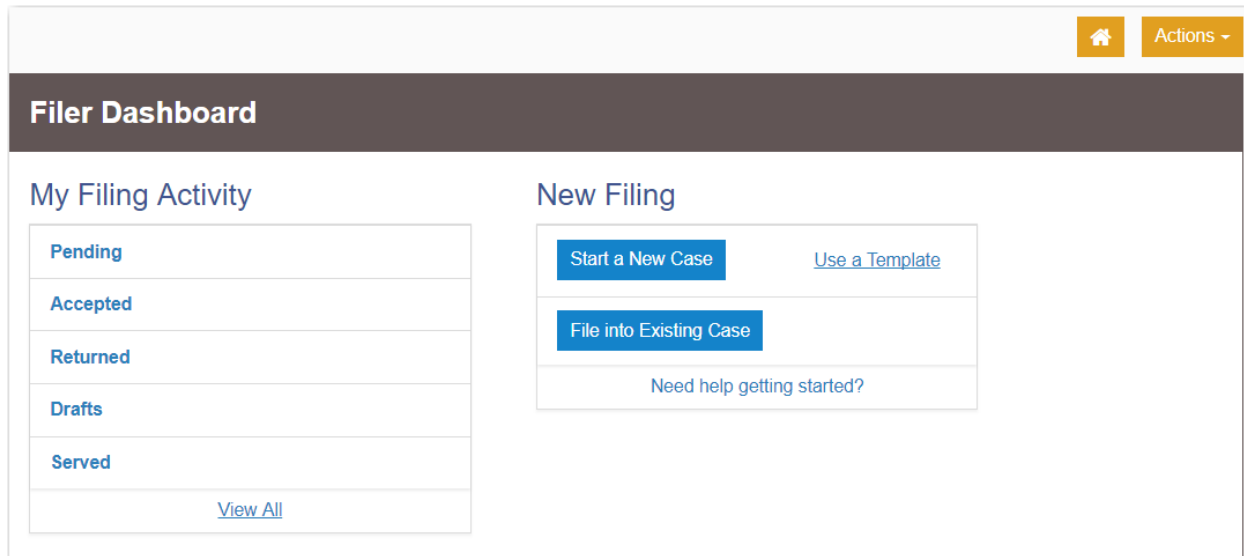 Actions
Filer Dashboard
My Filing Activity
Pending
Accepted
Returned
Drafts
Served
View All
New Filing
Start a New Case
Use a Template
File into Existing Case
Need help getting started?